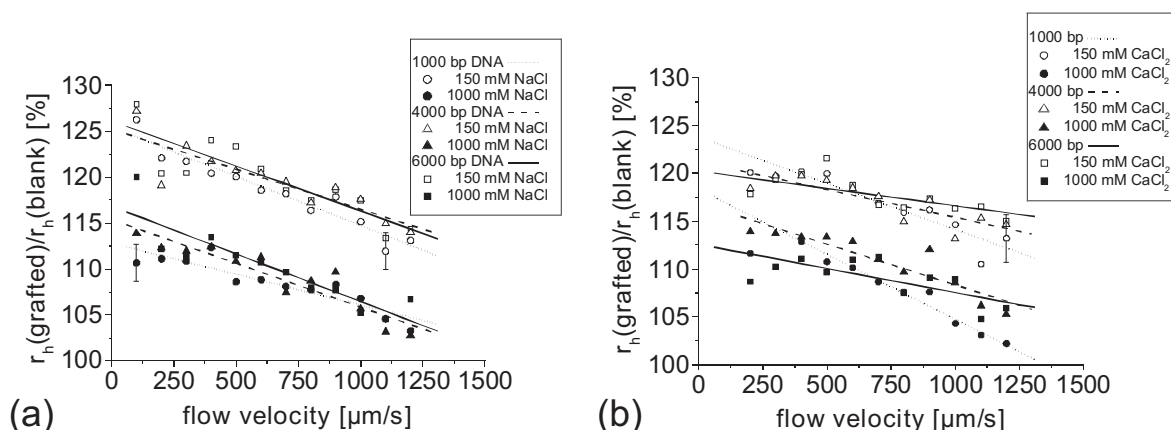 1000 bp DNA
150 mM NaCl
1000 mM NaCl
4000 bp DNA
150 mM NaCl
1000 mM NaCl
6000 bp DNA
150 mM NaCl
1000 mM NaCl
r_h(grafted)/r_h(blank) [%]
130
125
120
115
110
105
100
0 250 500 750 1000 1250 1500
flow velocity [µm/s]
(a)
1000 bp
150 mM CaCl₂
1000 mM CaCl₂
4000 bp
150 mM CaCl₂
1000 mM CaCl₂
6000 bp
150 mM CaCl₂
1000 mM CaCl₂
r_h(grafted)/r_h(blank) [%]
130
125
120
115
110
105
100
0 250 500 750 1000 1250 1500
flow velocity [µm/s]
(b)